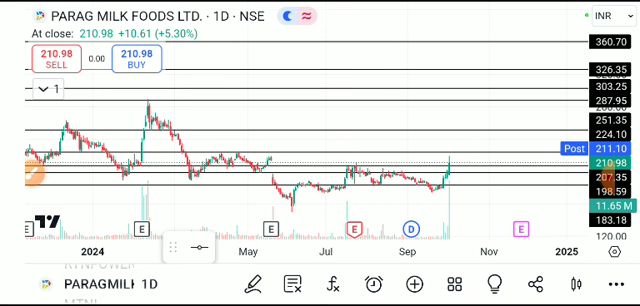 PARAG MILK FOODS LTD. · 1D · NSE
INR
At close: 210.98 +10.61 (+5.30%)
210.98 0.00 210.98
SELL BUY
1
360.70
326.35
303.25
287.95
251.35
224.10
Post 211.10
210.98
207.35
198.59
11.65 M
183.18
120.00
E E E E D E
2024 May Jul Sep Nov 2025
PARAGMILK 1D